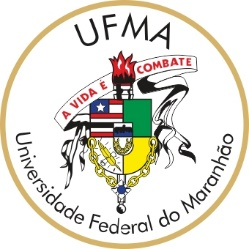 UFMA
A VIDA É COMBATE
Universidade Federal do Maranhão